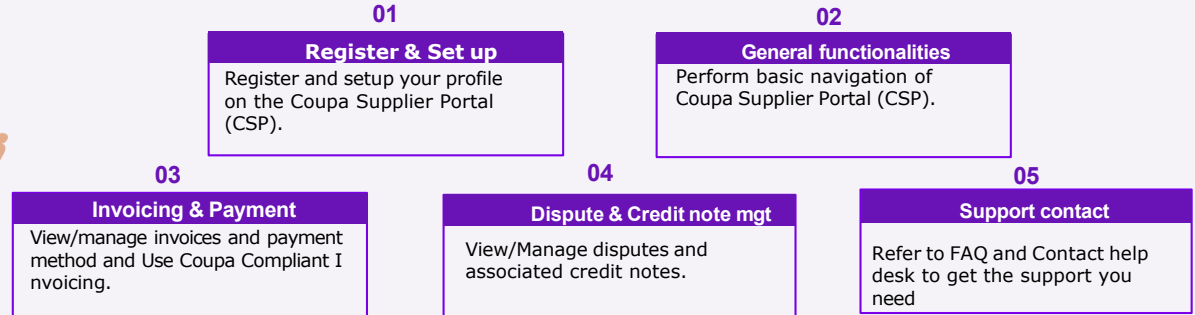 01
Register & Set up
Register and setup your profile
on the Coupa Supplier Portal
(CSP).
02
General functionalities
Perform basic navigation of
Coupa Supplier Portal (CSP).
03
Invoicing & Payment
View/manage invoices and payment
method and Use Coupa Compliant I
nvoicing.
04
Dispute & Credit note mgt
View/Manage disputes and
associated credit notes.
05
Support contact
Refer to FAQ and Contact help
desk to get the support you
need